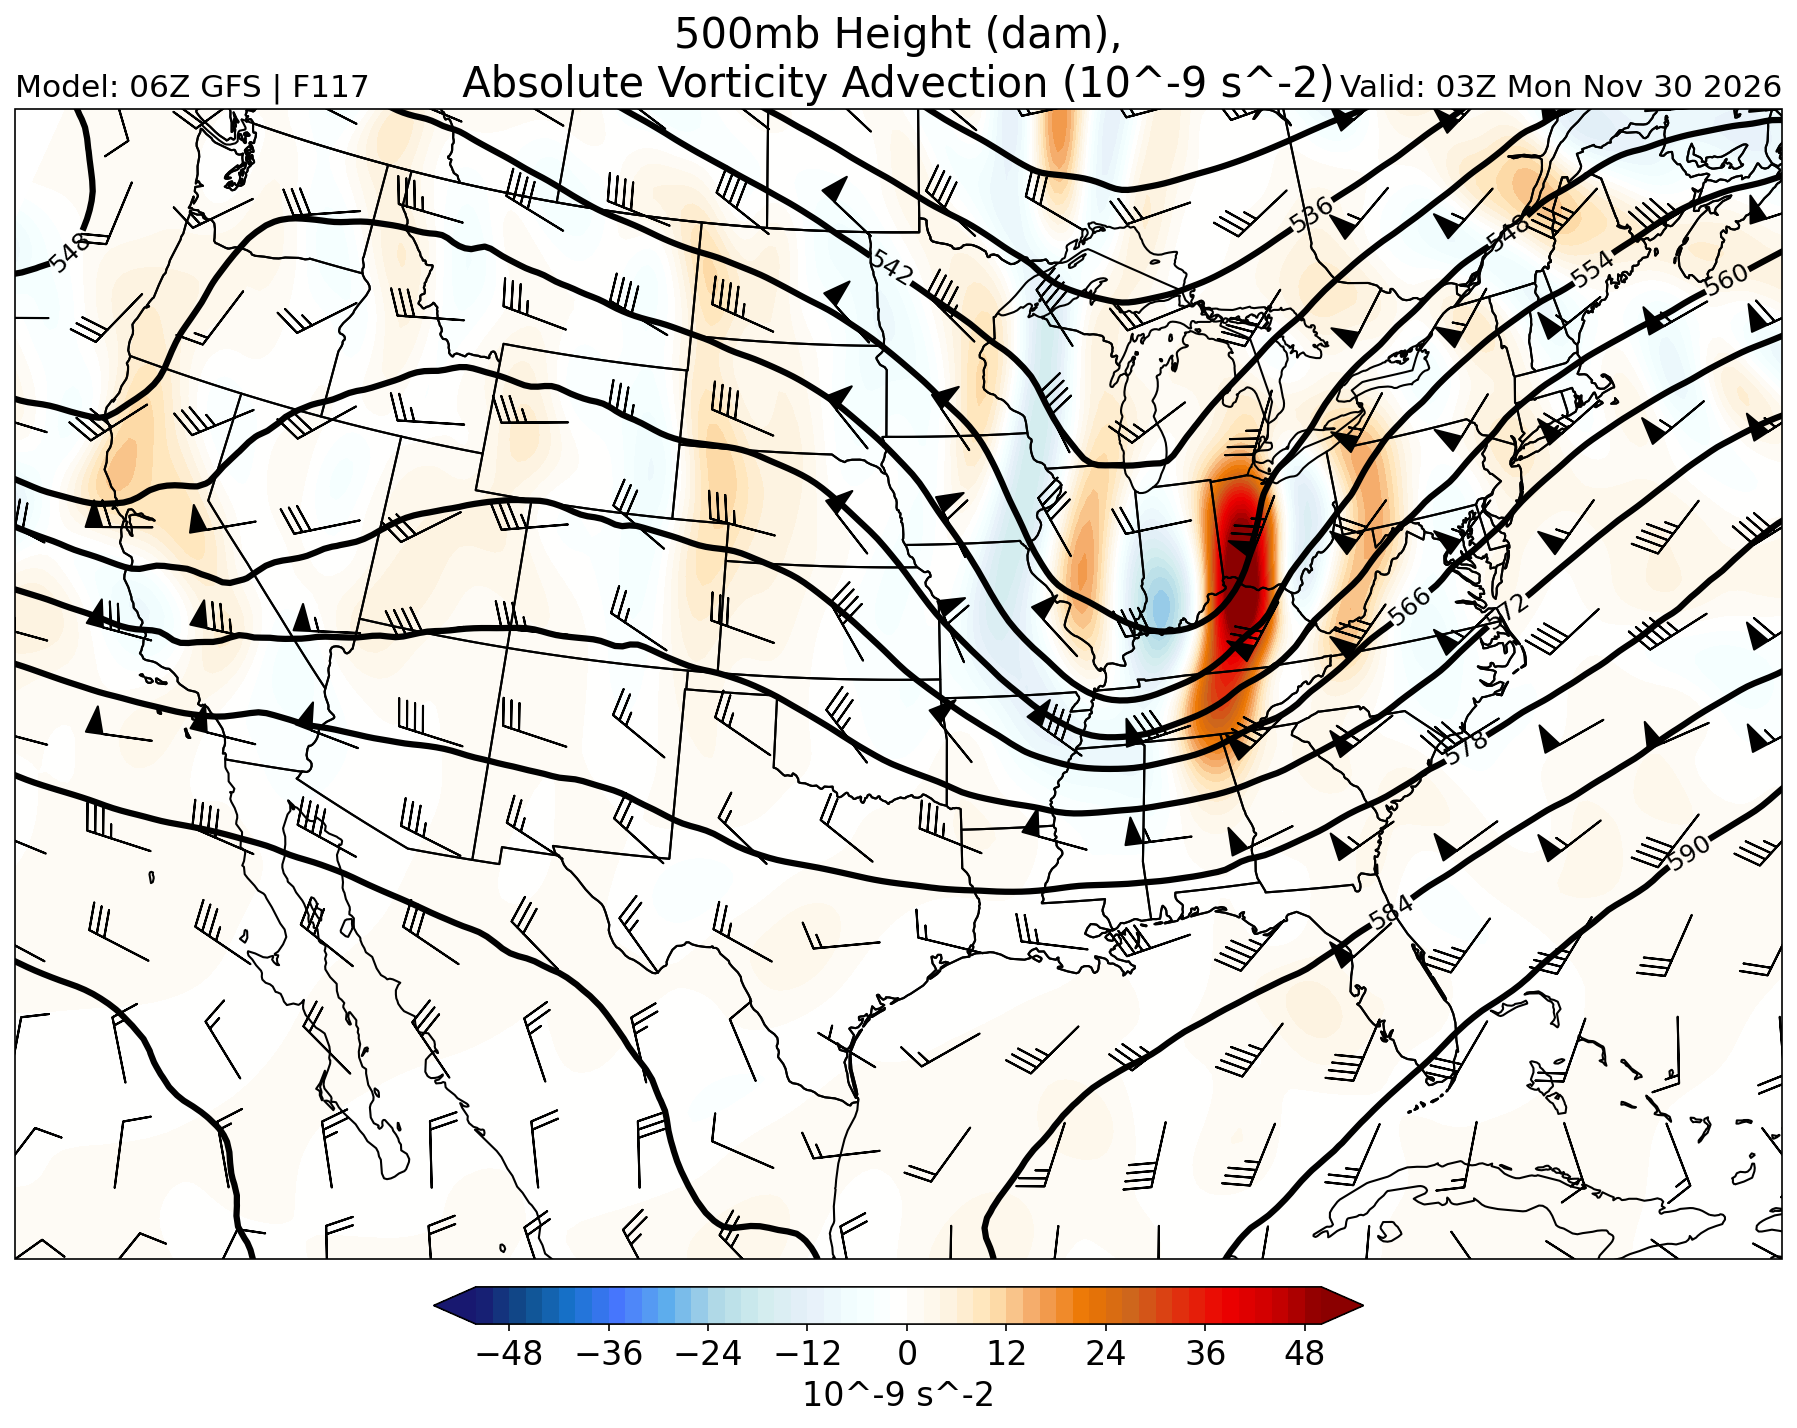 500mb Height (dam),
Absolute Vorticity Advection (10^-9 s^-2)
Model: 06Z GFS | F117
Valid: 03Z Mon Nov 30 2026
548
542
536
548
554
560
566
72
578
584
590
−48 −36 −24 −12 0 12 24 36 48
10^-9 s^-2